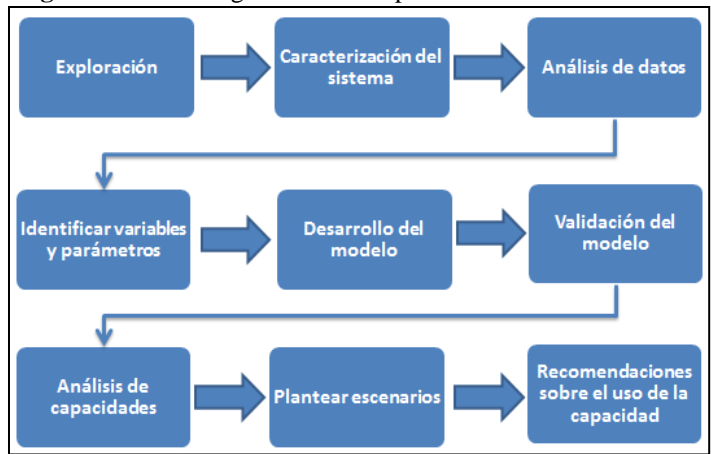 Exploración
Caracterización del
sistema
Análisis de datos
Identificar variables
y parámetros
Desarrollo del
modelo
Validación del
modelo
Análisis de
capacidades
Plantear escenarios
Recomendaciones
sobre el uso de la
capacidad